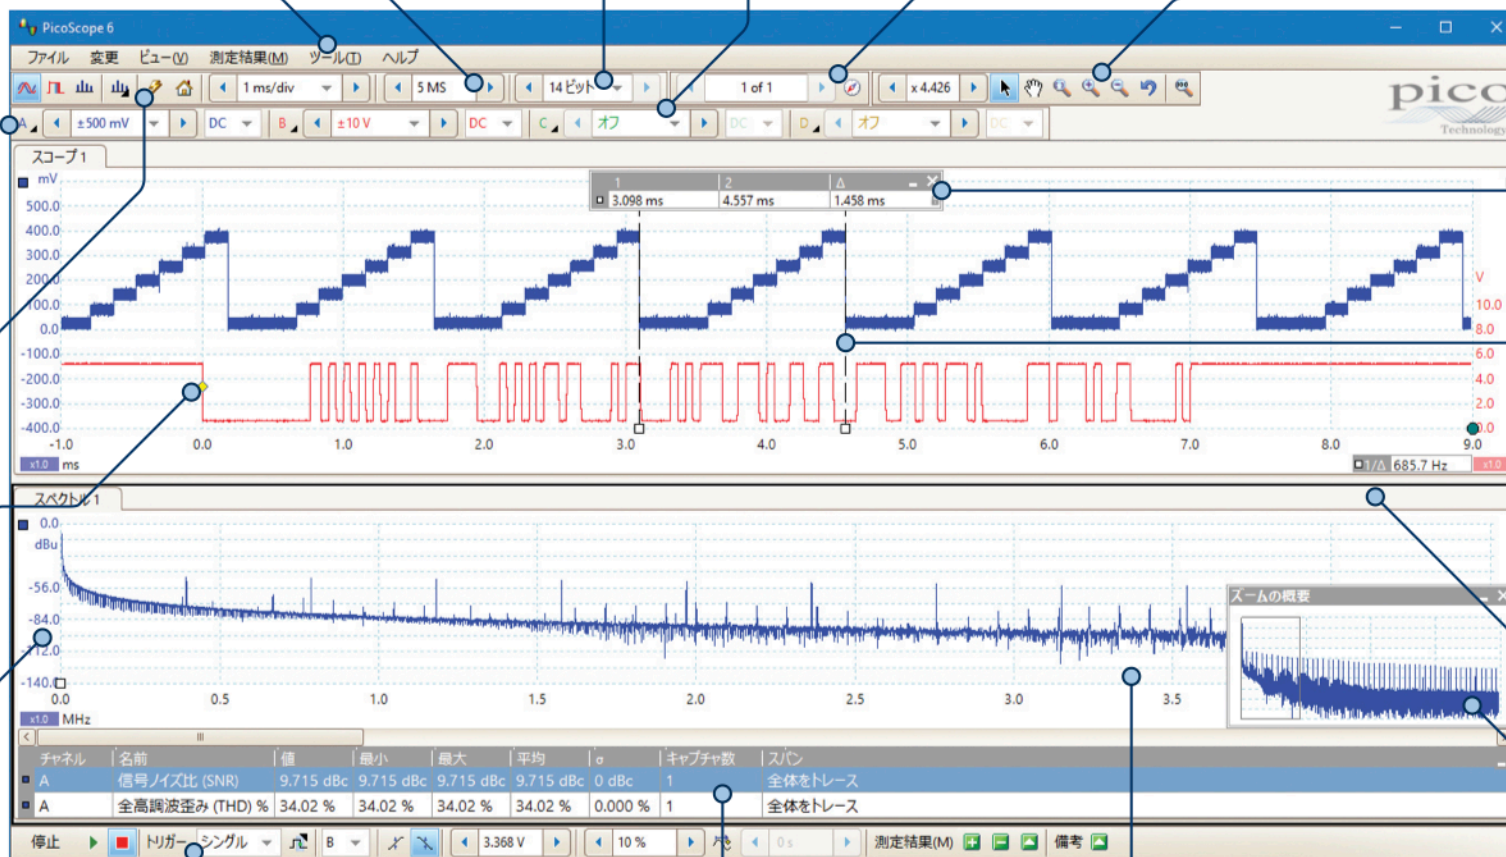 PicoScope 6
ファイル 変更 ビュー(V) 測定結果(M) ツール(T) ヘルプ
1 ms/div 5 MS 14 ビット 1 of 1 x 4.426
A ±500 mV DC B ±10 V DC C オフ DC D オフ DC
pico
Technology
スコープ 1
mV
1 2 Δ
3.098 ms 4.557 ms 1.458 ms
500.0
400.0
300.0
200.0
100.0
0.0
-100.0
-200.0
-300.0
-400.0
V
10.0
8.0
6.0
4.0
2.0
0.0
-1.0 0.0 1.0 2.0 3.0 4.0 5.0 6.0 7.0 8.0 9.0
x1.0 ms 1/Δ 685.7 Hz x1.0
スペクトル 1
0.0
dBu
-56.0
-84.0
-112.0
-140.0
ズームの概要
0.0 0.5 1.0 1.5 2.0 2.5 3.0 3.5
x1.0 MHz
チャネル 名前 値 最小 最大 平均 σ キャプチャ数 スパン
A 信号ノイズ比 (SNR) 9.715 dBc 9.715 dBc 9.715 dBc 9.715 dBc 0 dBc 1 全体をトレース
A 全高調波歪み (THD) % 34.02 % 34.02 % 34.02 % 34.02 % 0.000 % 1 全体をトレース
停止 トリガー シングル B 3.368 V 10 % 0 s 測定結果(M) 備考